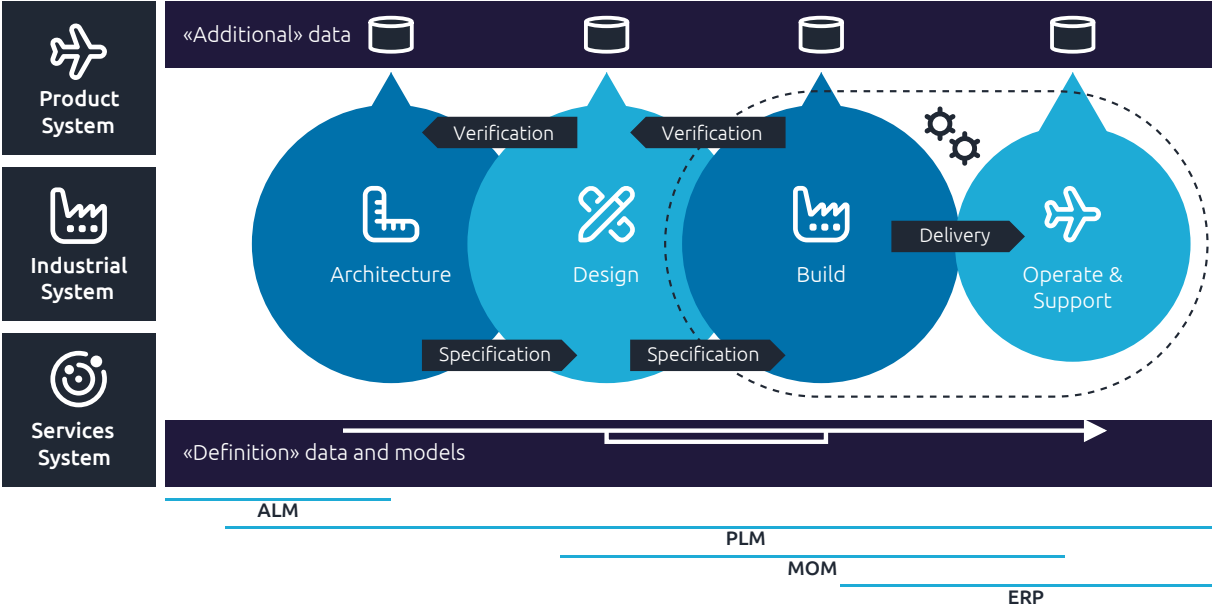 Product
System
Industrial
System
Services
System
«Additional» data
Verification
Verification
Architecture
Design
Build
Delivery
Operate &
Support
Specification
Specification
«Definition» data and models
ALM
PLM
MOM
ERP